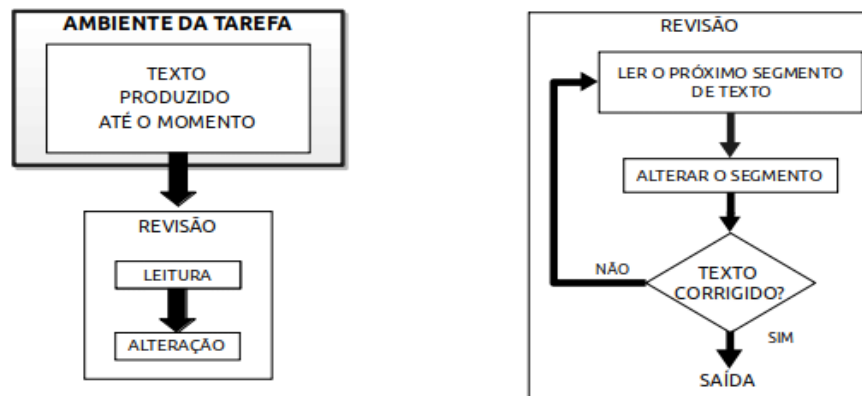 AMBIENTE DA TAREFA
TEXTO
PRODUZIDO
ATÉ O MOMENTO
REVISÃO
LEITURA
ALTERAÇÃO
REVISÃO
LER O PRÓXIMO SEGMENTO
DE TEXTO
ALTERAR O SEGMENTO
TEXTO
CORRIGIDO?
NÃO
SIM
SAÍDA